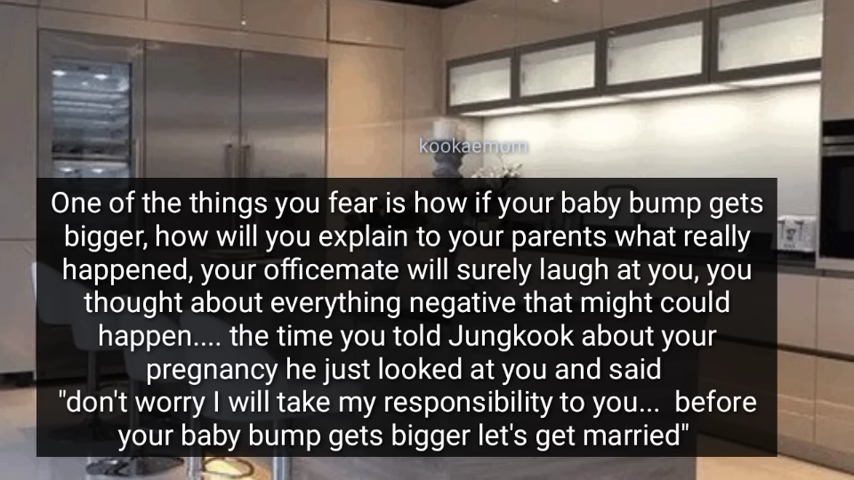 kookaemom
One of the things you fear is how if your baby bump gets
bigger, how will you explain to your parents what really
happened, your officemate will surely laugh at you, you
thought about everything negative that might could
happen.... the time you told Jungkook about your
pregnancy he just looked at you and said
"don't worry I will take my responsibility to you... before
your baby bump gets bigger let's get married"